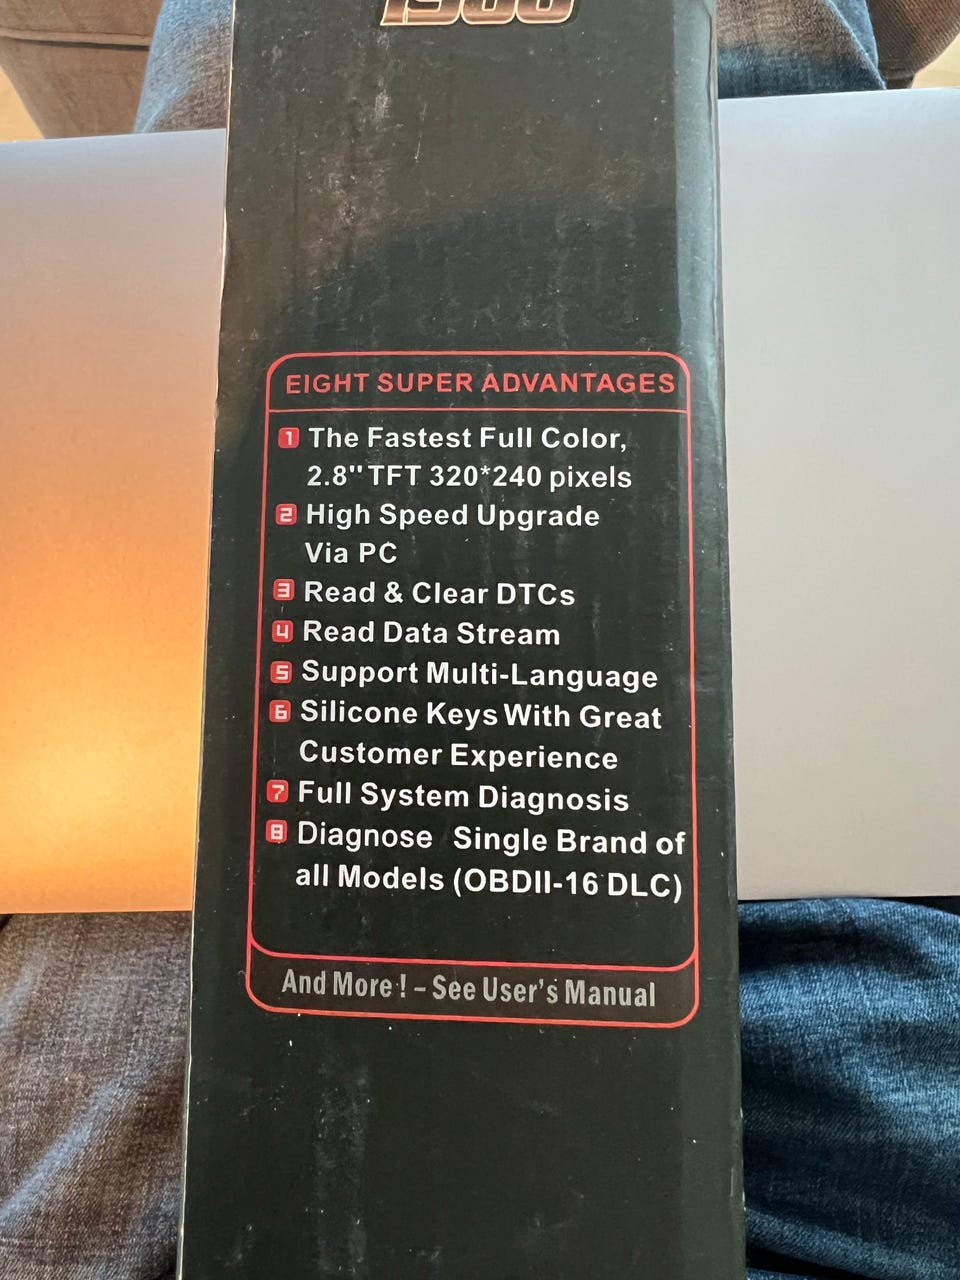 EIGHT SUPER ADVANTAGES
1 The Fastest Full Color,
2.8" TFT 320*240 pixels
2 High Speed Upgrade
Via PC
3 Read & Clear DTCs
4 Read Data Stream
5 Support Multi-Language
6 Silicone Keys With Great
Customer Experience
7 Full System Diagnosis
8 Diagnose Single Brand of
all Models (OBDII-16 DLC)
And More! - See User's Manual